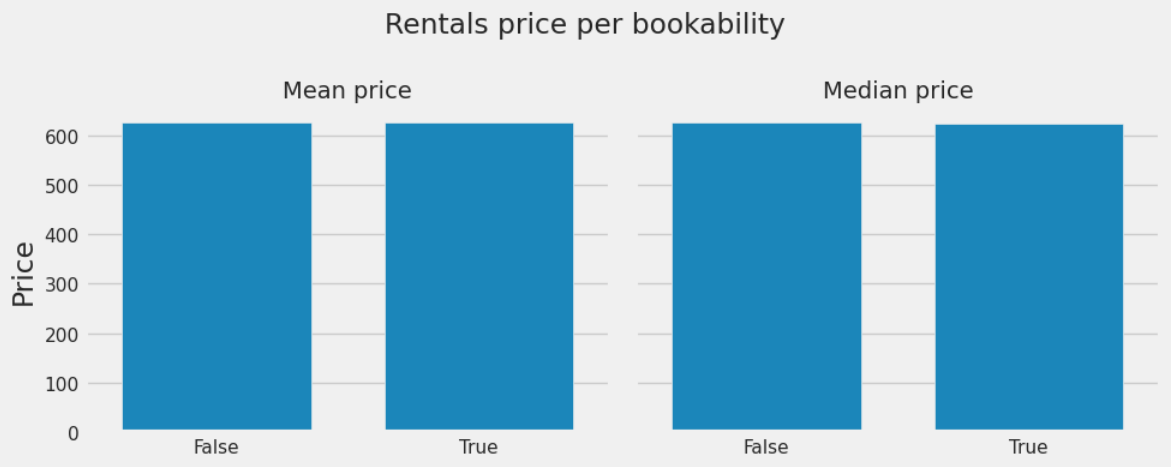 Rentals price per bookability
Mean price
Median price
Price
600
500
400
300
200
100
0
False
True
False
True